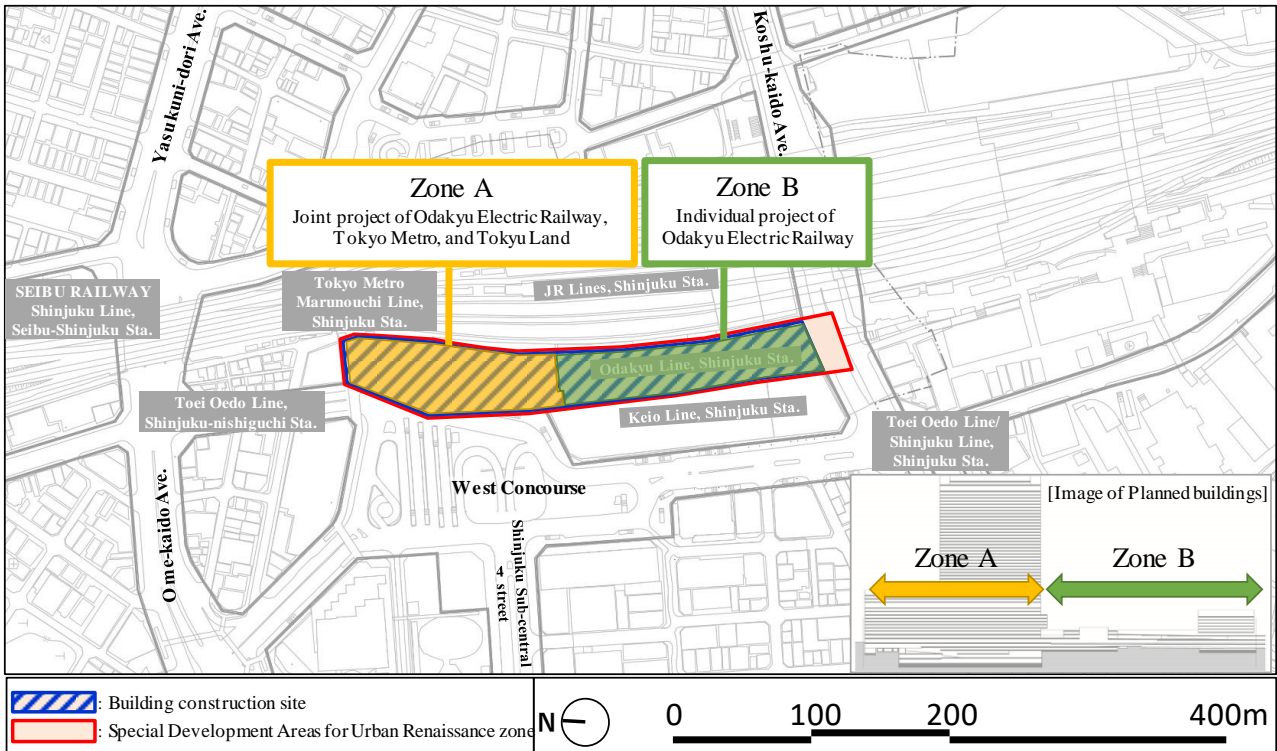 Yasukuni-dori Ave.
Koshu-kaido Ave.
Zone A
Joint project of Odakyu Electric Railway,
Tokyo Metro, and Tokyu Land
Zone B
Individual project of
Odakyu Electric Railway
SEIBU RAILWAY
Shinjuku Line,
Seibu-Shinjuku Sta.
Tokyo Metro
Marunouchi Line,
Shinjuku Sta.
JR Lines, Shinjuku Sta.
Odakyu Line, Shinjuku Sta.
Toei Oedo Line,
Shinjuku-nishiguchi Sta.
Keio Line, Shinjuku Sta.
Toei Oedo Line/
Shinjuku Line,
Shinjuku Sta.
West Concourse
Ome-kaido Ave.
Shinjuku Sub-central
4 street
[Image of Planned buildings]
Zone A
Zone B
: Building construction site
: Special Development Areas for Urban Renaissance zone
N
0 100 200 400m